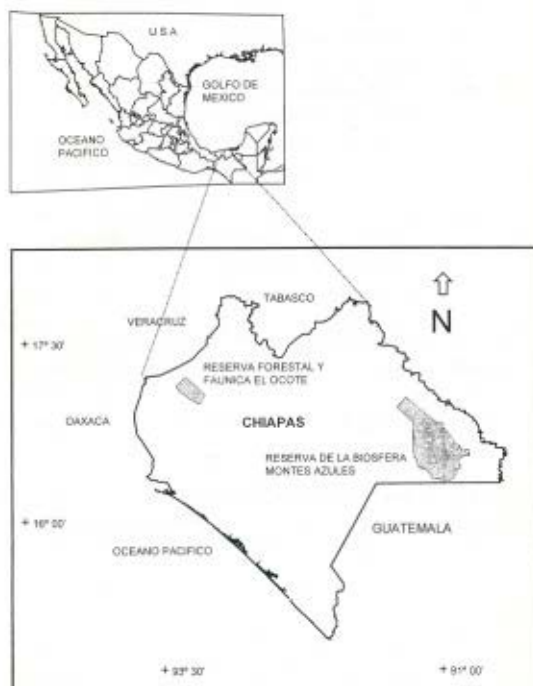 U S A
GOLFO DE
MEXICO
OCEANO
PACIFICO
TABASCO
VERACRUZ
N
+ 17° 30'
RESERVA FORESTAL Y
FAUNICA EL OCOTE
OAXACA
CHIAPAS
RESERVA DE LA BIOSFERA
MONTES AZULES
+ 16° 00'
GUATEMALA
OCEANO PACIFICO
+ 93° 30'
+ 91° 00'